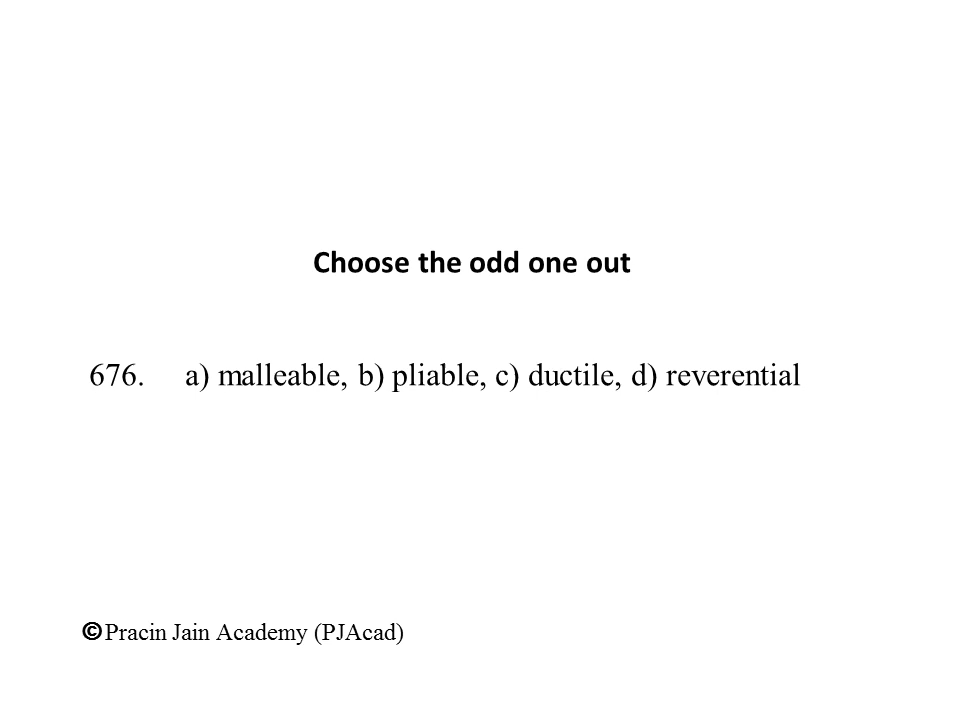 Choose the odd one out
676. a) malleable, b) pliable, c) ductile, d) reverential
©Pracin Jain Academy (PJAcad)